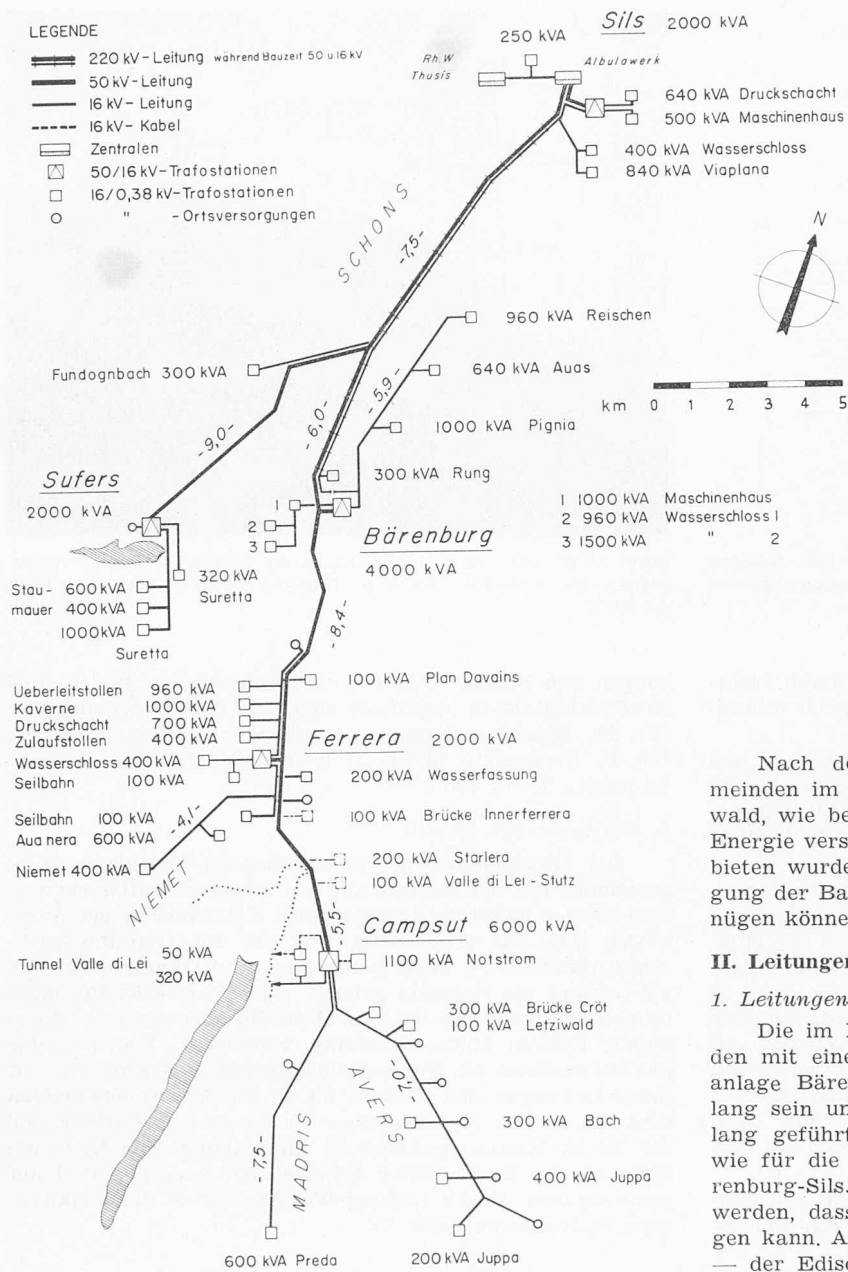 LEGENDE
220 kV-Leitung während Bauzeit 50 u 16 kV
50 kV-Leitung
16 kV-Leitung
16 kV-Kabel
Zentralen
50/16 kV-Trafostationen
16/0,38 kV-Trafostationen
" -Ortsversorgungen
Sils 2000 kVA
250 kVA
Rh.W
Thusis
Albulawerk
640 kVA Druckschacht
500 kVA Maschinenhaus
400 kVA Wasserschloss
840 kVA Viaplana
SCHONS
-7,5-
N
960 kVA Reischen
Fundognbach 300 kVA
640 kVA Auas
-5,9-
km 0 1 2 3 4 5
-9,0-
-6,0-
1000 kVA Pignia
Sufers
2000 kVA
300 kVA Rung
1
2
3
1 1000 kVA Maschinenhaus
2 960 kVA Wasserschloss 1
3 1500 kVA " 2
Bärenburg
4000 kVA
320 kVA
Suretta
Stau- 600 kVA
mauer 400 kVA
1000 kVA
Suretta
-8,4-
100 kVA Plan Davains
Ueberleitstollen 960 kVA
Kaverne 1000 kVA
Druckschacht 700 kVA
Zulaufstollen 400 kVA
Ferrera 2000 kVA
Wasserschloss 400 kVA
Seilbahn 100 kVA
200 kVA Wasserfassung
Seilbahn 100 kVA
100 kVA Brücke Innerferrera
-4,1-
Aua nera 600 kVA
Niemet 400 kVA
200 kVA Starlera
100 kVA Valle di Lei - Stutz
NIEMET
-5,5-
Campsut 6000 kVA
Tunnel Valle di Lei 50 kVA
320 kVA
1100 kVA Notstrom
300 kVA Brücke Cröt
100 kVA Letziwald
-7,0-
AVERS
300 kVA Bach
-7,5-
MADRIS
400 kVA Juppa
600 kVA Preda
200 kVA Juppa
Nach de
meinden im
wald, wie be
Energie vers
bieten wurde
gung der Ba
nügen könne
II. Leitungen
1. Leitungen
Die im
den mit eine
anlage Bären
lang sein un
lang geführt
wie für die
renburg-Sils.
werden, dass
gen kann. A
— der Edisc